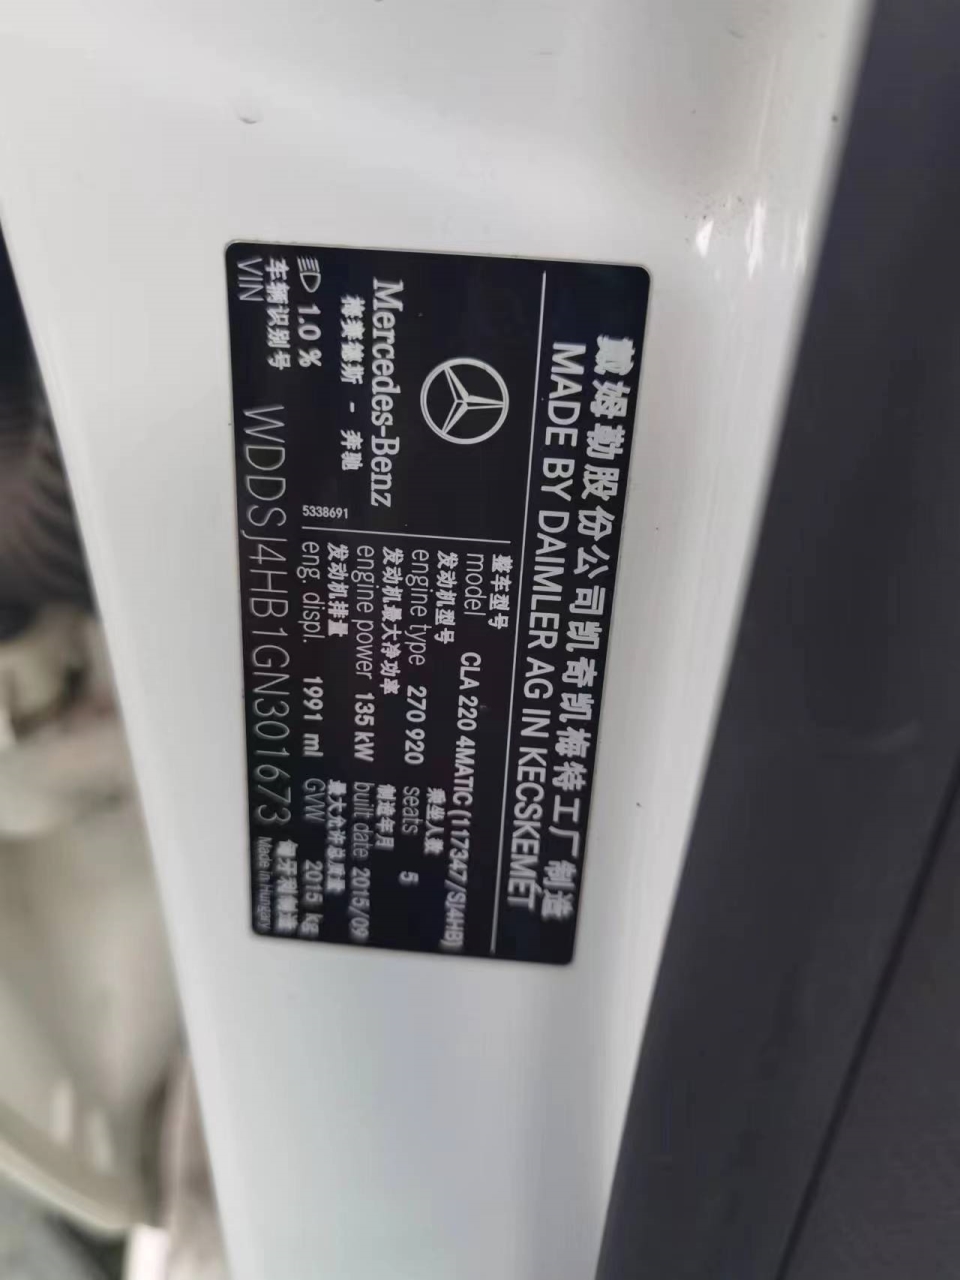 戴姆勒股份公司凯奇凯梅特工厂 制造
MADE BY DAIMLER AG IN KECSKEMET
Mercedes-Benz
梅赛德斯 - 奔驰
5338691
整车型号
model CLA 220 4MATIC (117347/SJ4HB)
发动机型号
engine type 270 920
乘坐人数
seats 5
发动机最大净功率
engine power 135 kW
制造年月
built date 2015/09
发动机排量
eng. displ. 1991 ml
最大允许总质量
GVW 2015 kg
1.0 %
车辆识别号
VIN WDDSJ4HB1GN301673
匈牙利制造
Made in Hungary